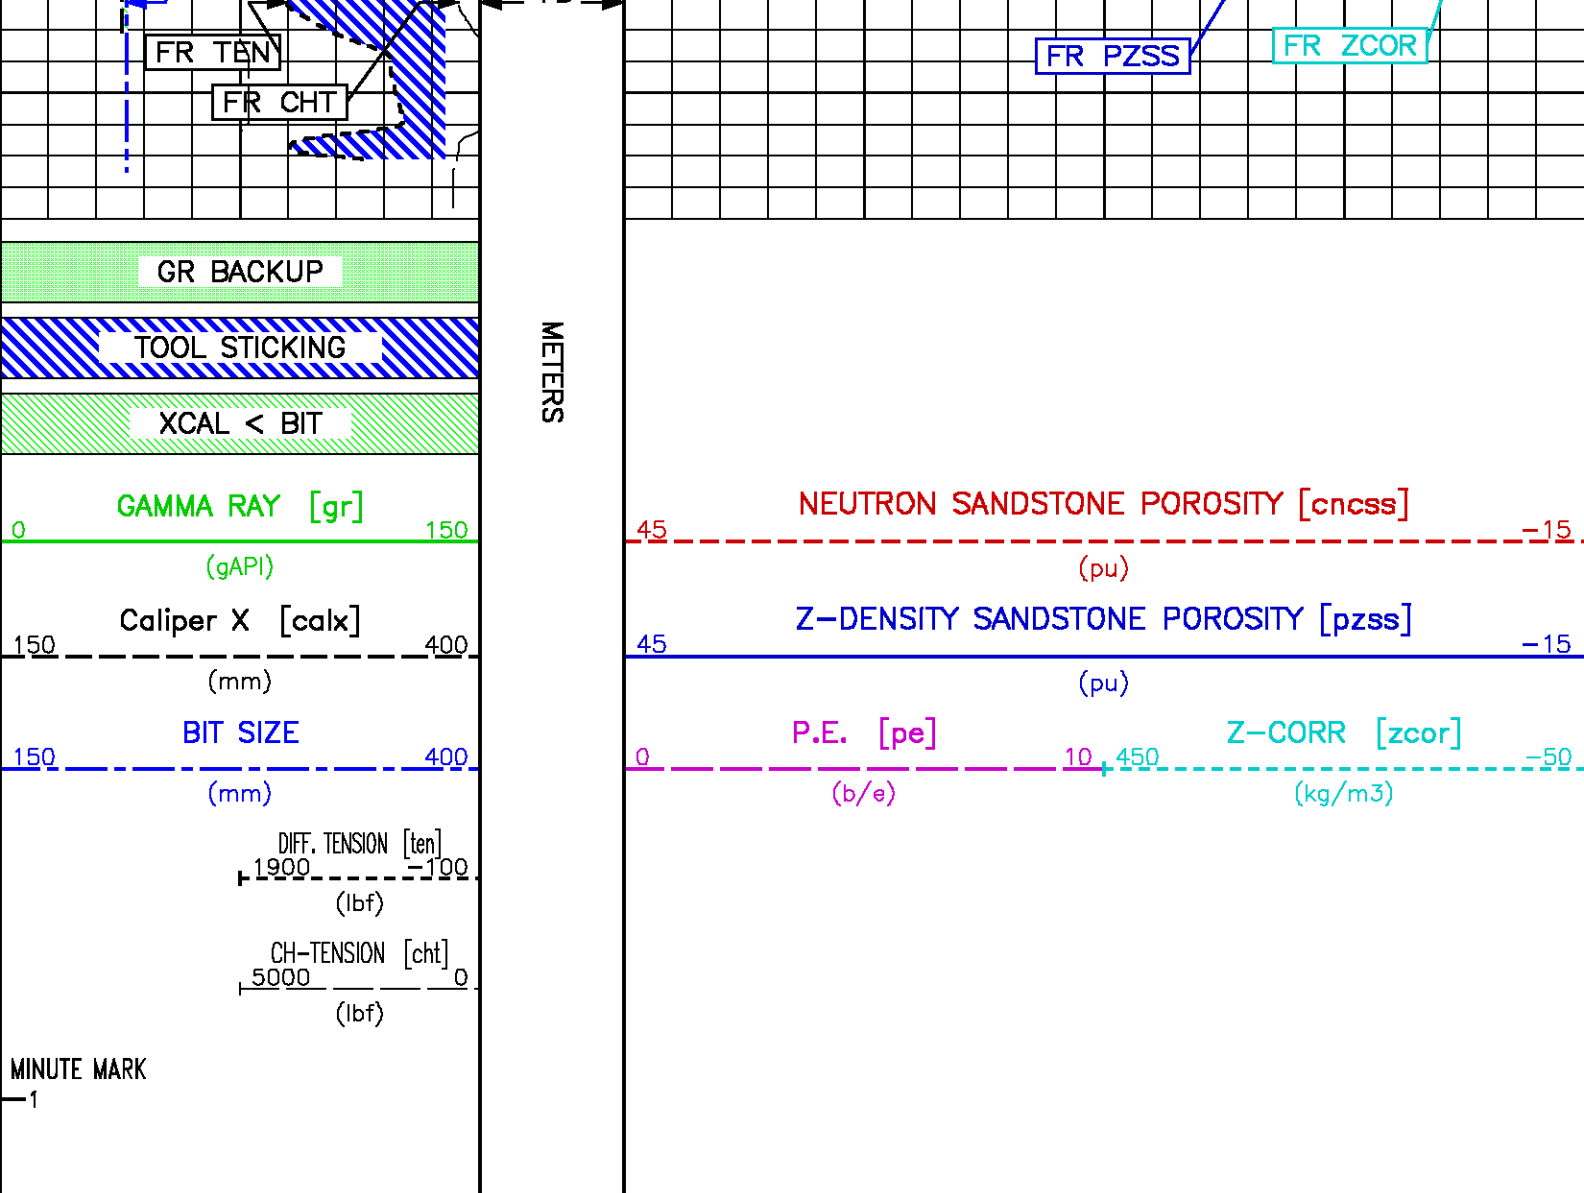 FR TEN
FR CHT
FR PZSS
FR ZCOR
GR BACKUP
TOOL STICKING
XCAL < BIT
METERS
GAMMA RAY [gr]
0 150
(gAPI)
Caliper X [calx]
150 400
(mm)
BIT SIZE
150 400
(mm)
DIFF. TENSION [ten]
1900 -100
(lbf)
CH-TENSION [cht]
5000 0
(lbf)
MINUTE MARK
1
NEUTRON SANDSTONE POROSITY [cncss]
45 -15
(pu)
Z-DENSITY SANDSTONE POROSITY [pzss]
45 -15
(pu)
P.E. [pe] Z-CORR [zcor]
0 10 450 -50
(b/e) (kg/m3)